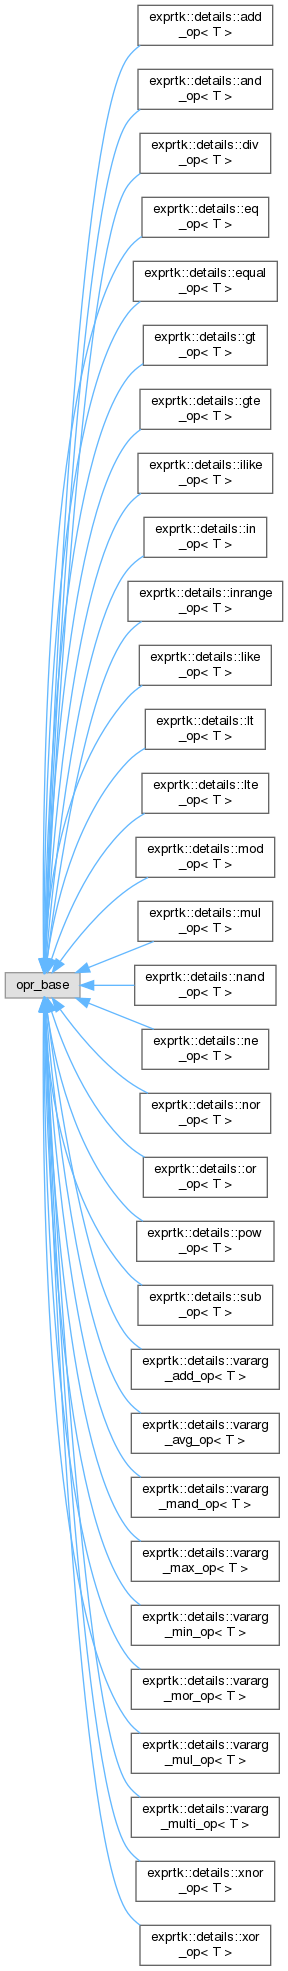 exprtk::details::add
_op< T >
exprtk::details::and
_op< T >
exprtk::details::div
_op< T >
exprtk::details::eq
_op< T >
exprtk::details::equal
_op< T >
exprtk::details::gt
_op< T >
exprtk::details::gte
_op< T >
exprtk::details::ilike
_op< T >
exprtk::details::in
_op< T >
exprtk::details::inrange
_op< T >
exprtk::details::like
_op< T >
exprtk::details::lt
_op< T >
exprtk::details::lte
_op< T >
exprtk::details::mod
_op< T >
exprtk::details::mul
_op< T >
opr_base
exprtk::details::nand
_op< T >
exprtk::details::ne
_op< T >
exprtk::details::nor
_op< T >
exprtk::details::or
_op< T >
exprtk::details::pow
_op< T >
exprtk::details::sub
_op< T >
exprtk::details::vararg
_add_op< T >
exprtk::details::vararg
_avg_op< T >
exprtk::details::vararg
_mand_op< T >
exprtk::details::vararg
_max_op< T >
exprtk::details::vararg
_min_op< T >
exprtk::details::vararg
_mor_op< T >
exprtk::details::vararg
_mul_op< T >
exprtk::details::vararg
_multi_op< T >
exprtk::details::xnor
_op< T >
exprtk::details::xor
_op< T >